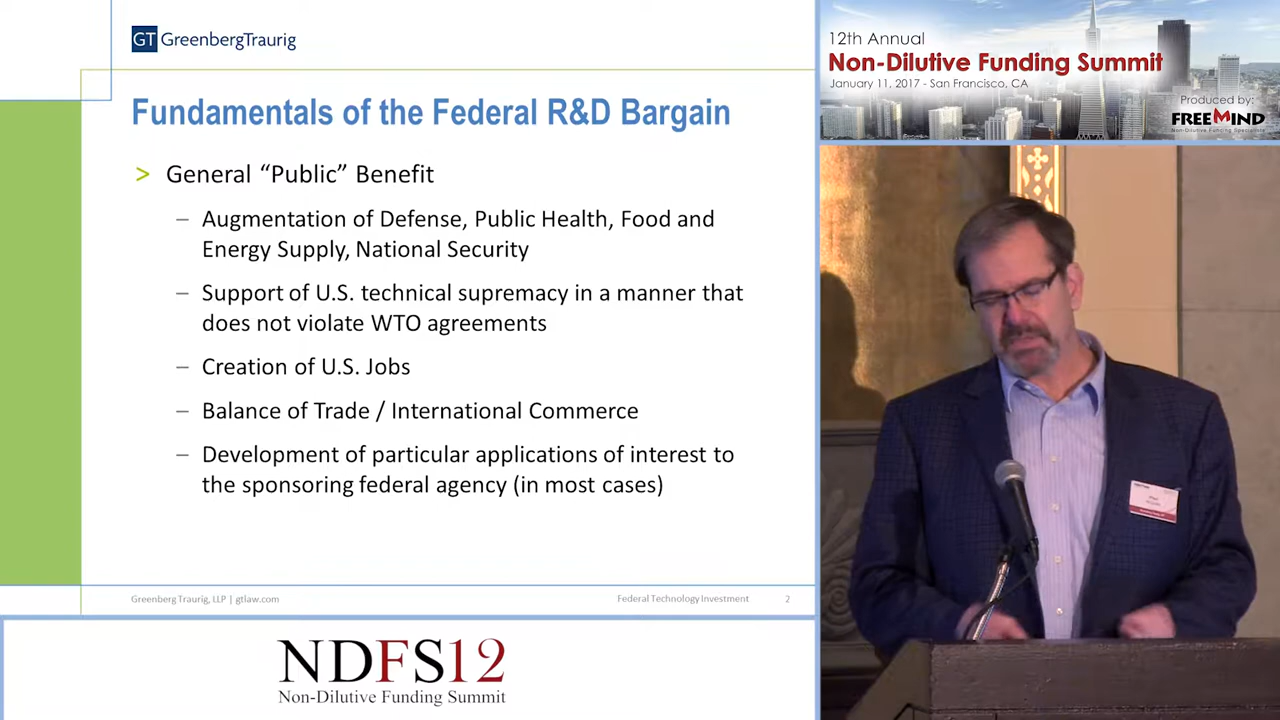 GT GreenbergTraurig
Fundamentals of the Federal R&D Bargain
> General “Public” Benefit
– Augmentation of Defense, Public Health, Food and
Energy Supply, National Security
– Support of U.S. technical supremacy in a manner that
does not violate WTO agreements
– Creation of U.S. Jobs
– Balance of Trade / International Commerce
– Development of particular applications of interest to
the sponsoring federal agency (in most cases)
Greenberg Traurig, LLP | gtlaw.com
Federal Technology Investment 2
NDFS12
Non-Dilutive Funding Summit
12th Annual
Non-Dilutive Funding Summit
January 11, 2017 - San Francisco, CA
Produced by:
FREEMIND
Non-Dilutive Funding Specialists